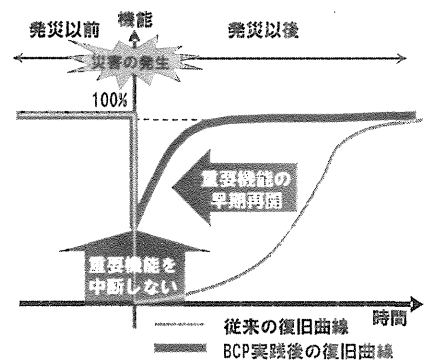 機能
発災以前
発災以後
災害の発生
100%
重要機能の
早期再開
重要機能を
中断しない
時間
従来の復旧曲線
BCP実践後の復旧曲線